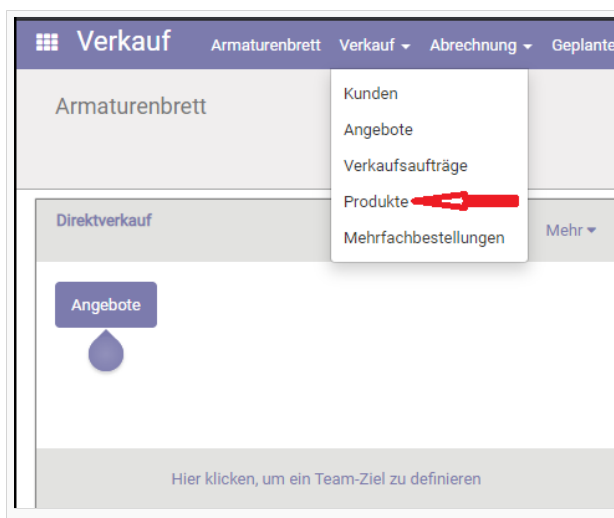 Verkauf Armaturenbrett Verkauf Abrechnung Geplante
Armaturenbrett
Kunden
Angebote
Verkaufsaufträge
Produkte
Mehrfachbestellungen
Direktverkauf
Mehr
Angebote
Hier klicken, um ein Team-Ziel zu definieren